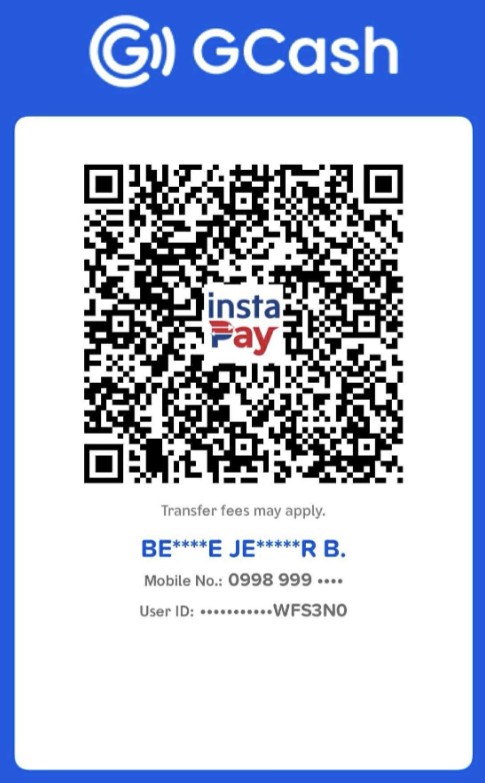 GCash
insta
Pay
Transfer fees may apply.
BE****E JE*****R B.
Mobile No.: 0998 999 ••••
User ID: •••••••••••WFS3N0